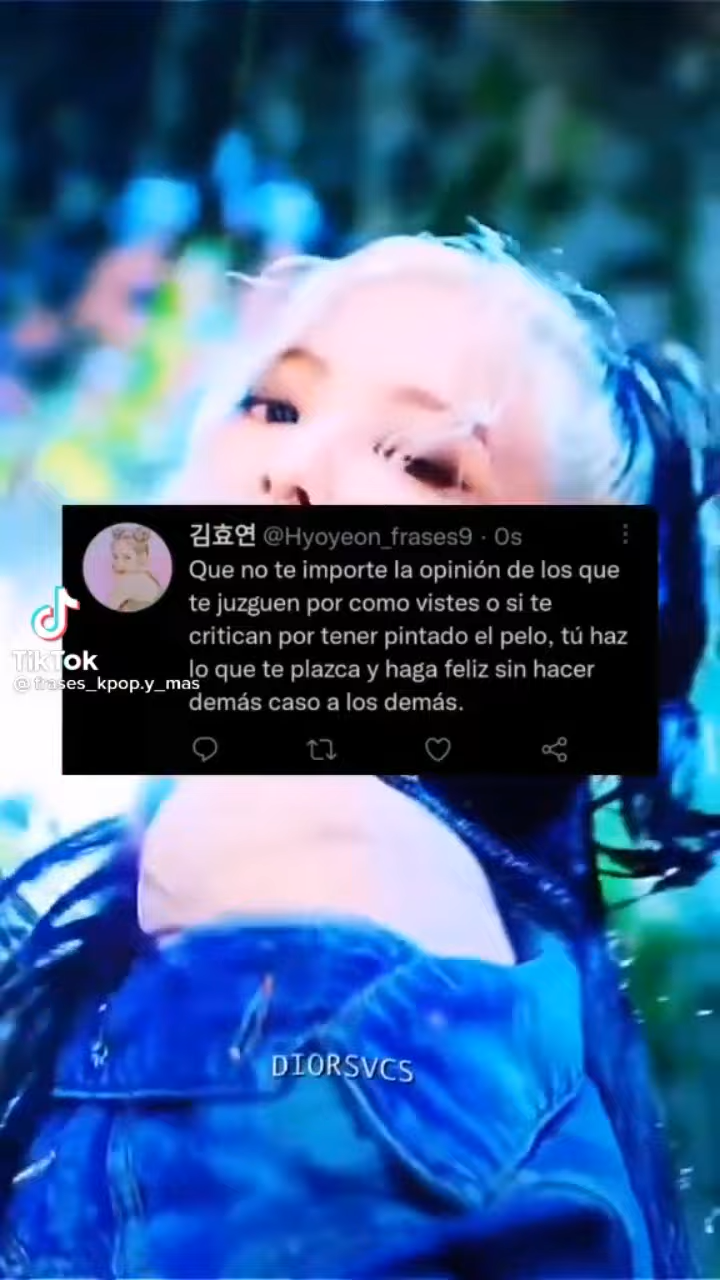 김효연 @Hyoyeon_frases9 · 0s
Que no te importe la opinión de los que
te juzguen por como vistes o si te
critican por tener pintado el pelo, tú haz
lo que te plazca y haga feliz sin hacer
demás caso a los demás.
TikTok
@frases_kpop.y_mas
DIORSVCS